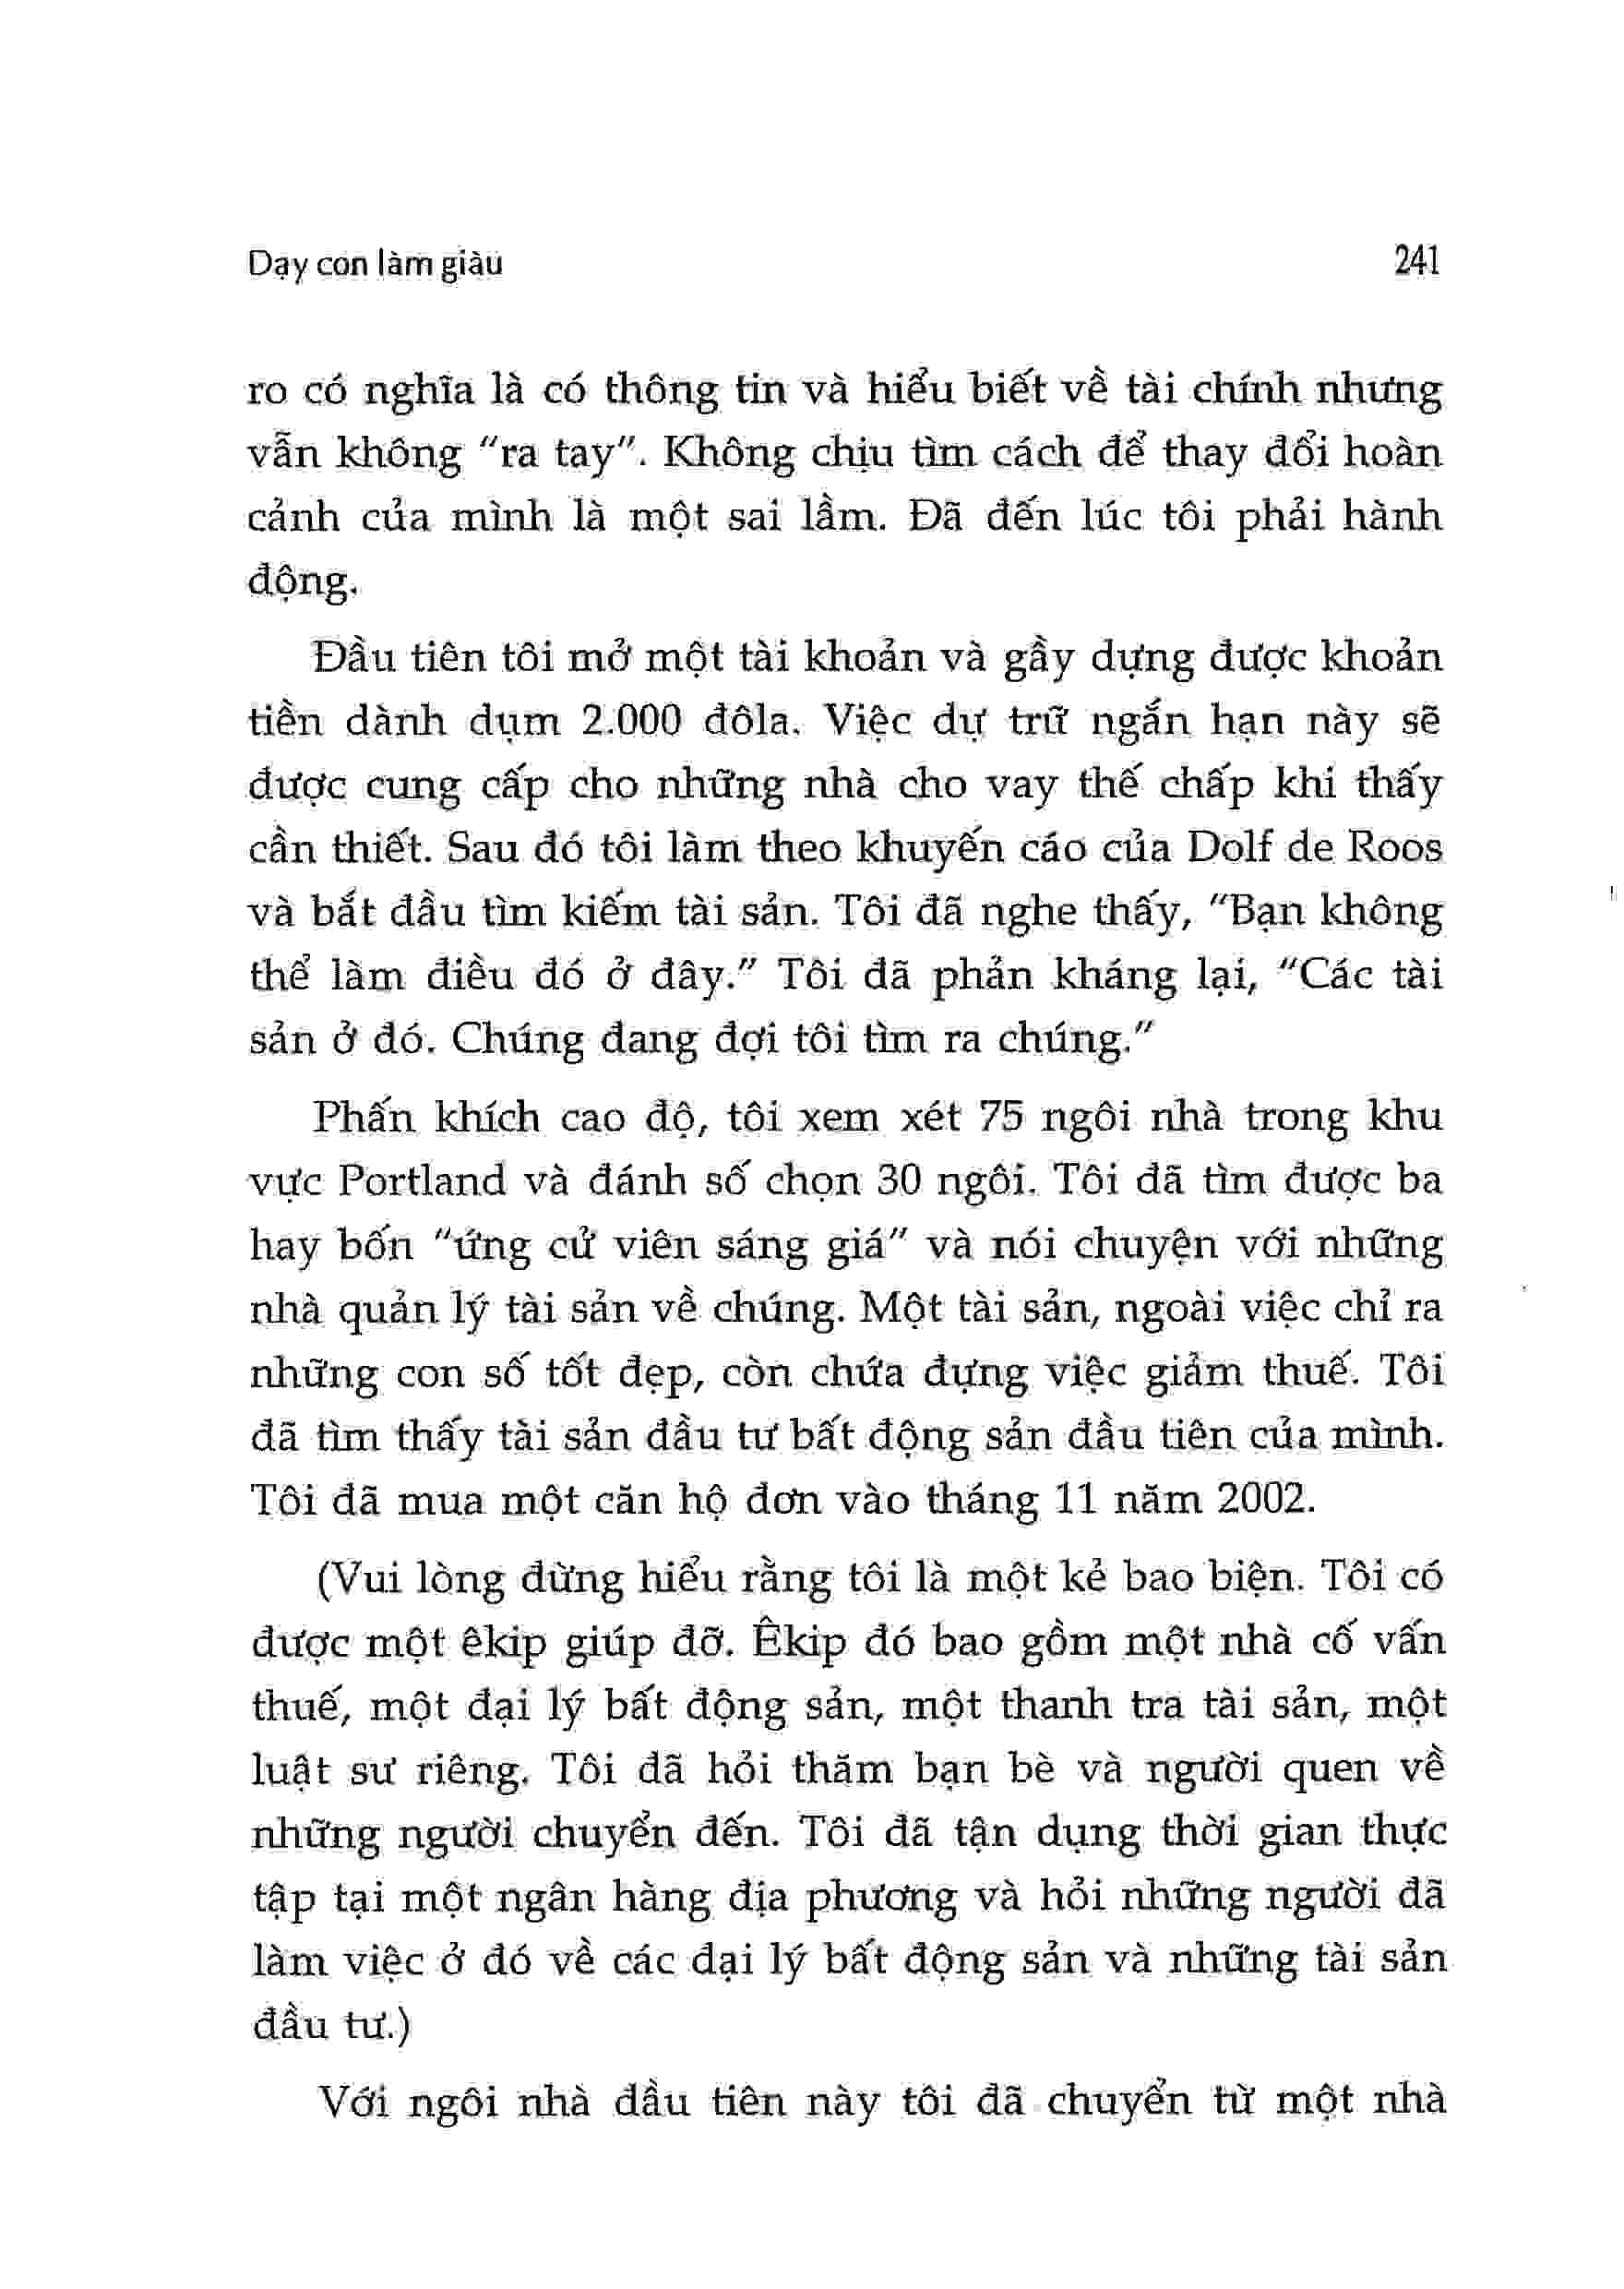 Dạy con làm giàu 241
ro có nghĩa là có thông tin và hiểu biết về tài chính nhưng
vẫn không "ra tay". Không chịu tìm cách để thay đổi hoàn
cảnh của mình là một sai lầm. Đã đến lúc tôi phải hành
động.
Đầu tiên tôi mở một tài khoản và gầy dựng được khoản
tiền dành dụm 2.000 đôla. Việc dự trữ ngắn hạn này sẽ
được cung cấp cho những nhà cho vay thế chấp khi thấy
cần thiết. Sau đó tôi làm theo khuyến cáo của Dolf de Roos
và bắt đầu tìm kiếm tài sản. Tôi đã nghe thấy, "Bạn không
thể làm điều đó ở đây." Tôi đã phản kháng lại, "Các tài
sản ở đó. Chúng đang đợi tôi tìm ra chúng."
Phấn khích cao độ, tôi xem xét 75 ngôi nhà trong khu
vực Portland và đánh số chọn 30 ngôi. Tôi đã tìm được ba
hay bốn "ứng cử viên sáng giá" và nói chuyện với những
nhà quản lý tài sản về chúng. Một tài sản, ngoài việc chỉ ra
những con số tốt đẹp, còn chứa đựng việc giảm thuế. Tôi
đã tìm thấy tài sản đầu tư bất động sản đầu tiên của mình.
Tôi đã mua một căn hộ đơn vào tháng 11 năm 2002.
(Vui lòng đừng hiểu rằng tôi là một kẻ bao biện. Tôi có
được một êkip giúp đỡ. Êkip đó bao gồm một nhà cố vấn
thuế, một đại lý bất động sản, một thanh tra tài sản, một
luật sư riêng. Tôi đã hỏi thăm bạn bè và người quen về
những người chuyển đến. Tôi đã tận dụng thời gian thực
tập tại một ngân hàng địa phương và hỏi những người đã
làm việc ở đó về các đại lý bất động sản và những tài sản
đầu tư.)
Với ngôi nhà đầu tiên này tôi đã chuyển từ một nhà